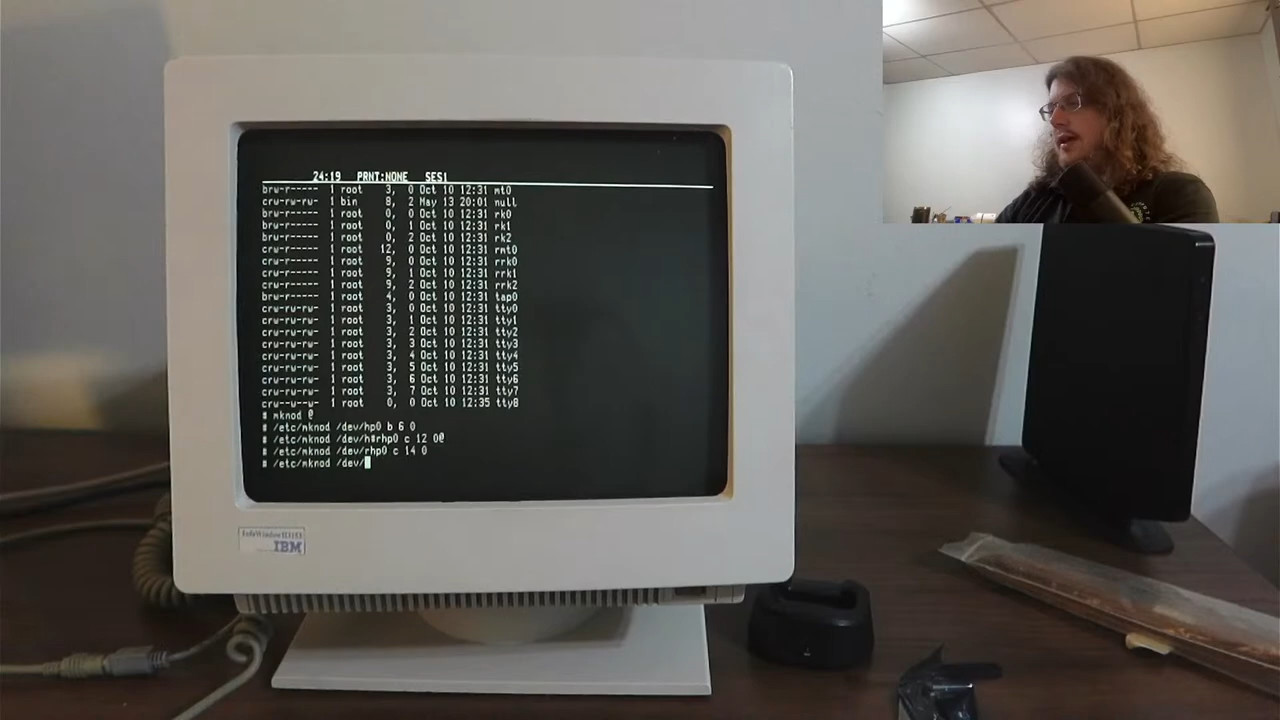 24:19 PRNT:NONE SES1
brw-r----- 1 root 3, 0 Oct 10 12:31 mt0
crw-rw-rw- 1 bin 8, 2 May 13 20:01 null
brw-r----- 1 root 0, 0 Oct 10 12:31 rk0
brw-r----- 1 root 0, 1 Oct 10 12:31 rk1
brw-r----- 1 root 0, 2 Oct 10 12:31 rk2
crw-r----- 1 root 12, 0 Oct 10 12:31 rmt0
crw-r----- 1 root 9, 0 Oct 10 12:31 rrk0
crw-r----- 1 root 9, 1 Oct 10 12:31 rrk1
crw-r----- 1 root 9, 2 Oct 10 12:31 rrk2
brw-r----- 1 root 4, 0 Oct 10 12:31 tap0
crw-rw-rw- 1 root 3, 0 Oct 10 12:31 tty0
crw-rw-rw- 1 root 3, 1 Oct 10 12:31 tty1
crw-rw-rw- 1 root 3, 2 Oct 10 12:31 tty2
crw-rw-rw- 1 root 3, 3 Oct 10 12:31 tty3
crw-rw-rw- 1 root 3, 4 Oct 10 12:31 tty4
crw-rw-rw- 1 root 3, 5 Oct 10 12:31 tty5
crw-rw-rw- 1 root 3, 6 Oct 10 12:31 tty6
crw-rw-rw- 1 root 3, 7 Oct 10 12:31 tty7
crw--w--w- 1 root 0, 0 Oct 10 12:35 tty8
# mknod @
# /etc/mknod /dev/hp0 b 6 0
# /etc/mknod /dev/h#rhp0 c 12 0@
# /etc/mknod /dev/rhp0 c 14 0
# /etc/mknod /dev/
InfoWindow II
IBM